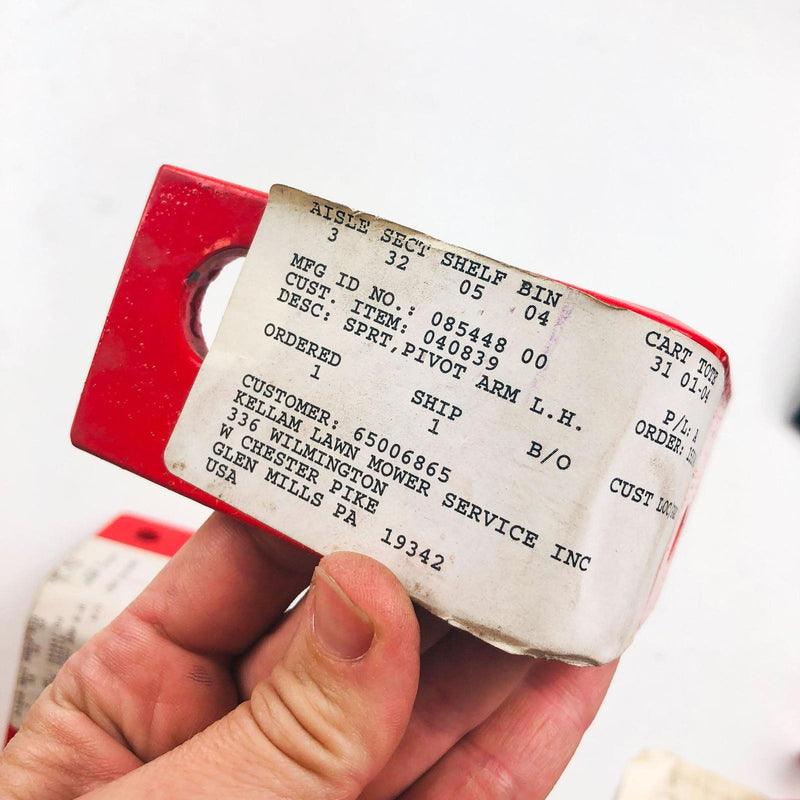 AISLE SECT SHELF BIN
3 32 05 04
MFG ID NO.: 085448 00
CUST. ITEM: 040839
DESC: SPRT,PIVOT ARM L.H.
ORDERED SHIP B/O
1 1
CUSTOMER: 65006865
KELLAM LAWN MOWER SERVICE INC
336 WILMINGTON
W CHESTER PIKE
GLEN MILLS PA 19342
USA
CART TOTE
31 01-04
P/L: A
ORDER:
CUST